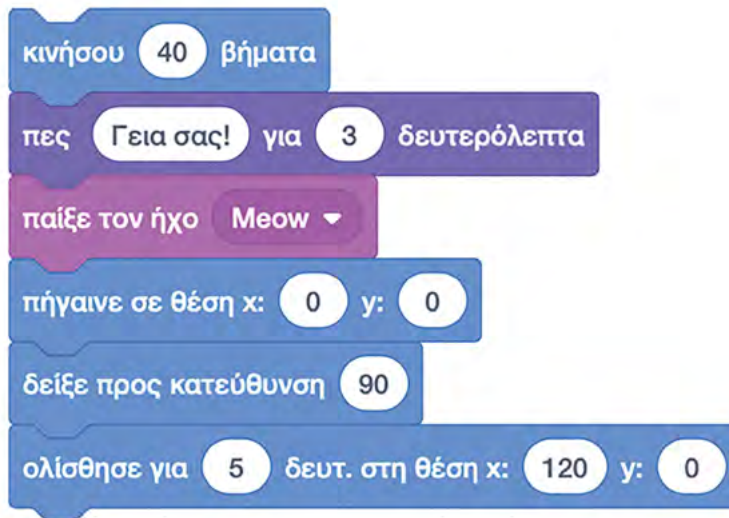 κινήσου 40 βήματα
πες Γεια σας! για 3 δευτερόλεπτα
παίξε τον ήχο Meow
πήγαινε σε θέση x: 0 y: 0
δείξε προς κατεύθυνση 90
ολίσθησε για 5 δευτ. στη θέση x: 120 y: 0